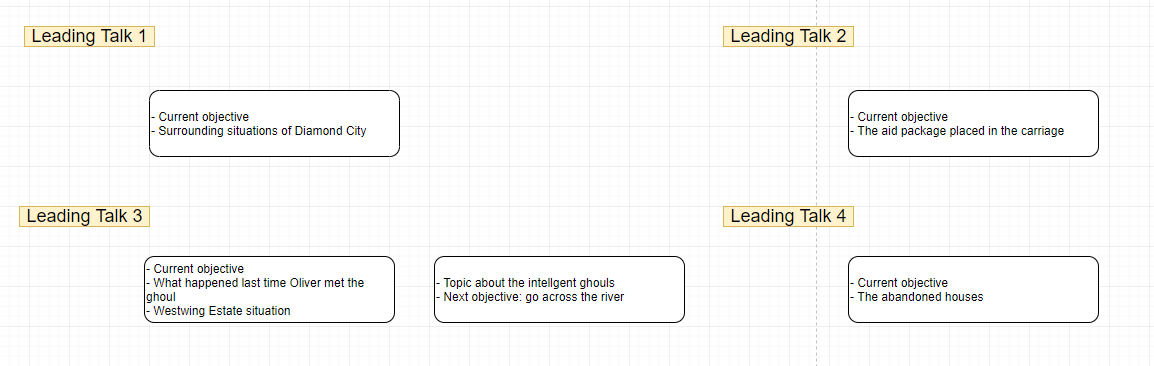 Leading Talk 1
- Current objective
- Surrounding situations of Diamond City
Leading Talk 2
- Current objective
- The aid package placed in the carriage
Leading Talk 3
- Current objective
- What happened last time Oliver met the
ghoul
- Westwing Estate situation
- Topic about the intellgent ghouls
- Next objective: go across the river
Leading Talk 4
- Current objective
- The abandoned houses